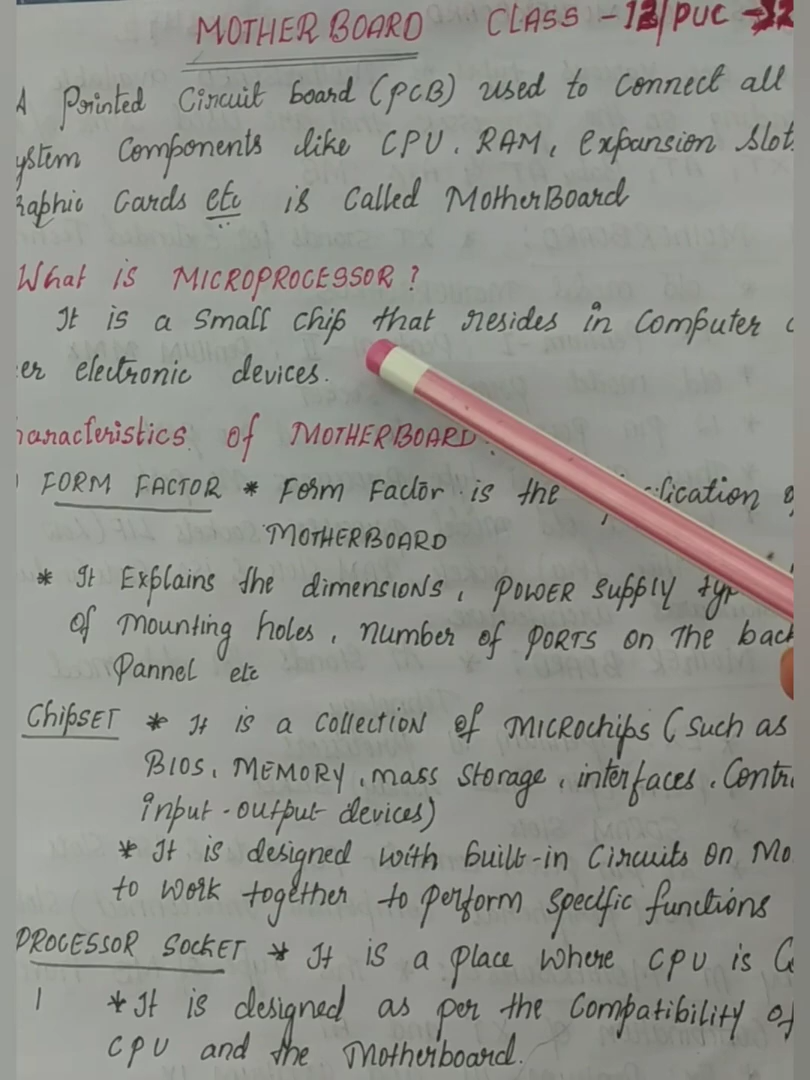 MOTHER BOARD CLASS - 12/PUC
A Printed Circuit board (PCB) used to Connect all
ystem Components like CPU, RAM, Expansion Slot
raphic Cards etc is Called MotherBoard
What is MICROPROCESSOR ?
It is a Small Chip that resides in Computer
er electronic devices.
haracteristics of MOTHERBOARD:
FORM FACTOR * Form Factor is the
MOTHERBOARD
* It Explains the dimensions, POWER Supply typ
of mounting holes, number of PORTS on the back
Pannel etc
ChipSET * It is a Collection of MICROchips (Such as
BIOS, MEMORY, mass Storage, interfaces, Contr
input-output devices)
* It is designed with built-in Circuits on Mo
to work together to perform specific functions
PROCESSOR SOCKET * It is a place where CPU is
* It is designed as per the Compatibility of
CPU and the Motherboard.